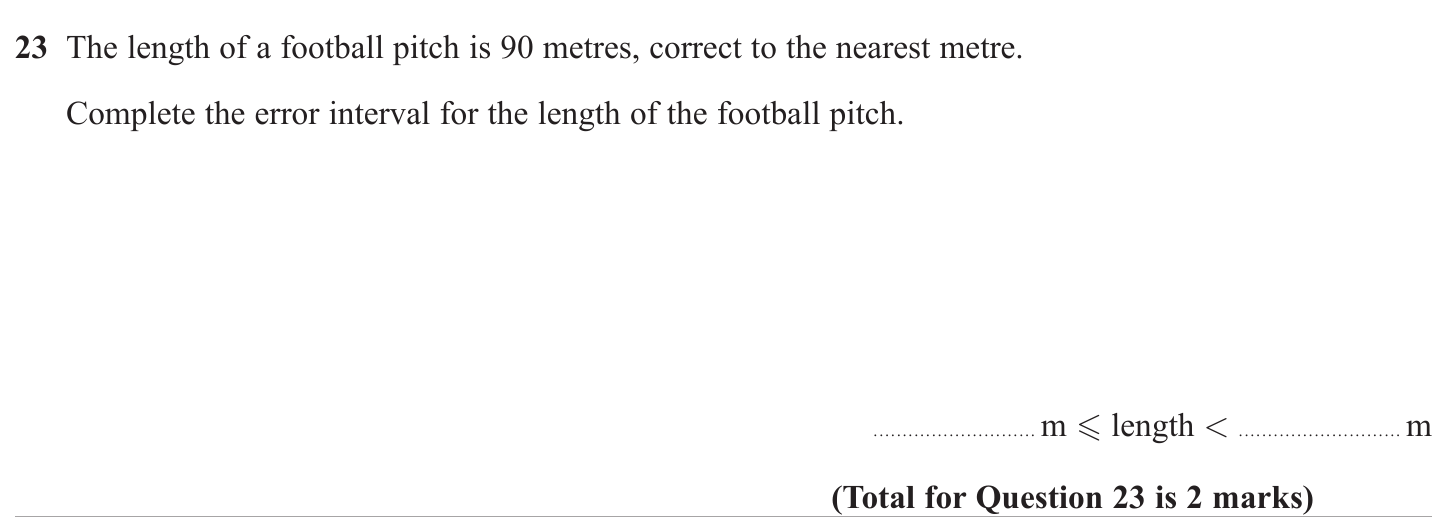 23 The length of a football pitch is 90 metres, correct to the nearest metre.
Complete the error interval for the length of the football pitch.
............................ m ⩽ length < ............................ m
(Total for Question 23 is 2 marks)